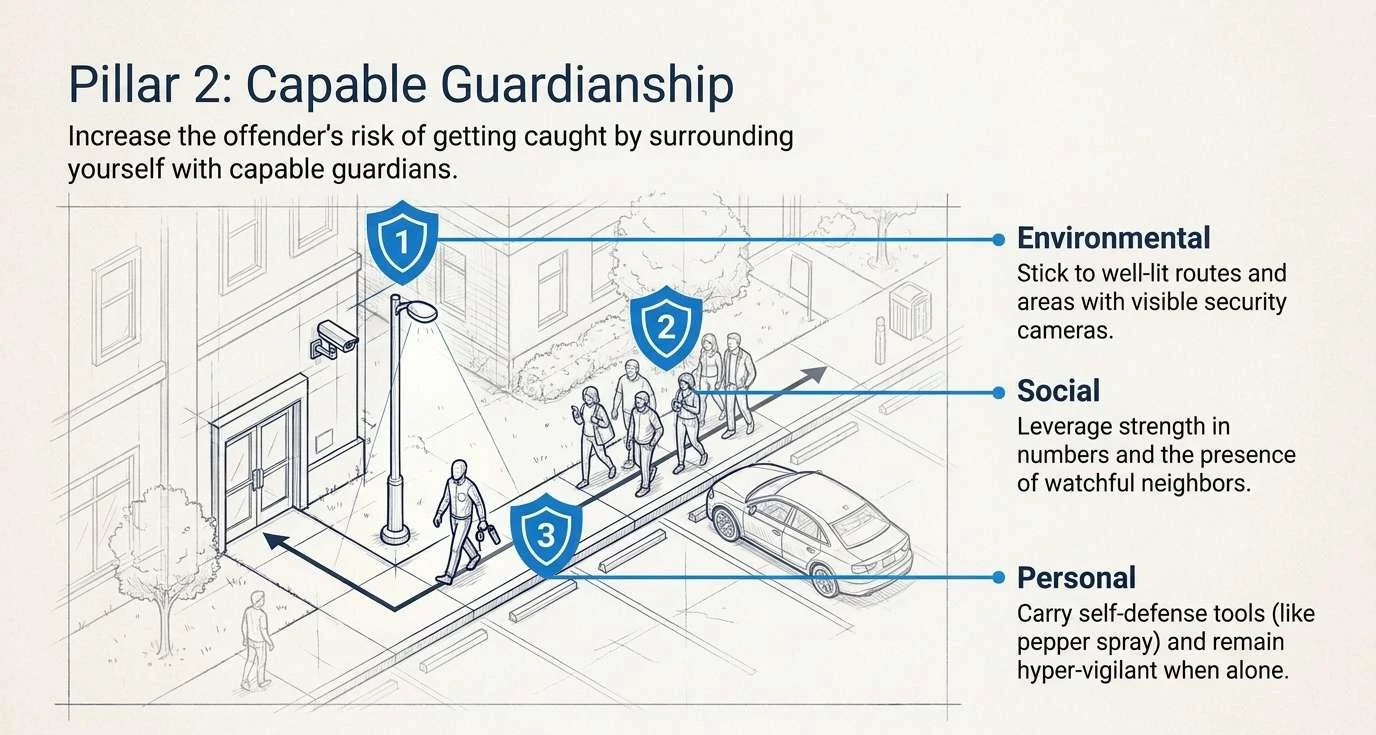 Pillar 2: Capable Guardianship
Increase the offender's risk of getting caught by surrounding
yourself with capable guardians.
1
Environmental
Stick to well-lit routes and
areas with visible security
cameras.
2
Social
Leverage strength in
numbers and the presence
of watchful neighbors.
3
Personal
Carry self-defense tools (like
pepper spray) and remain
hyper-vigilant when alone.